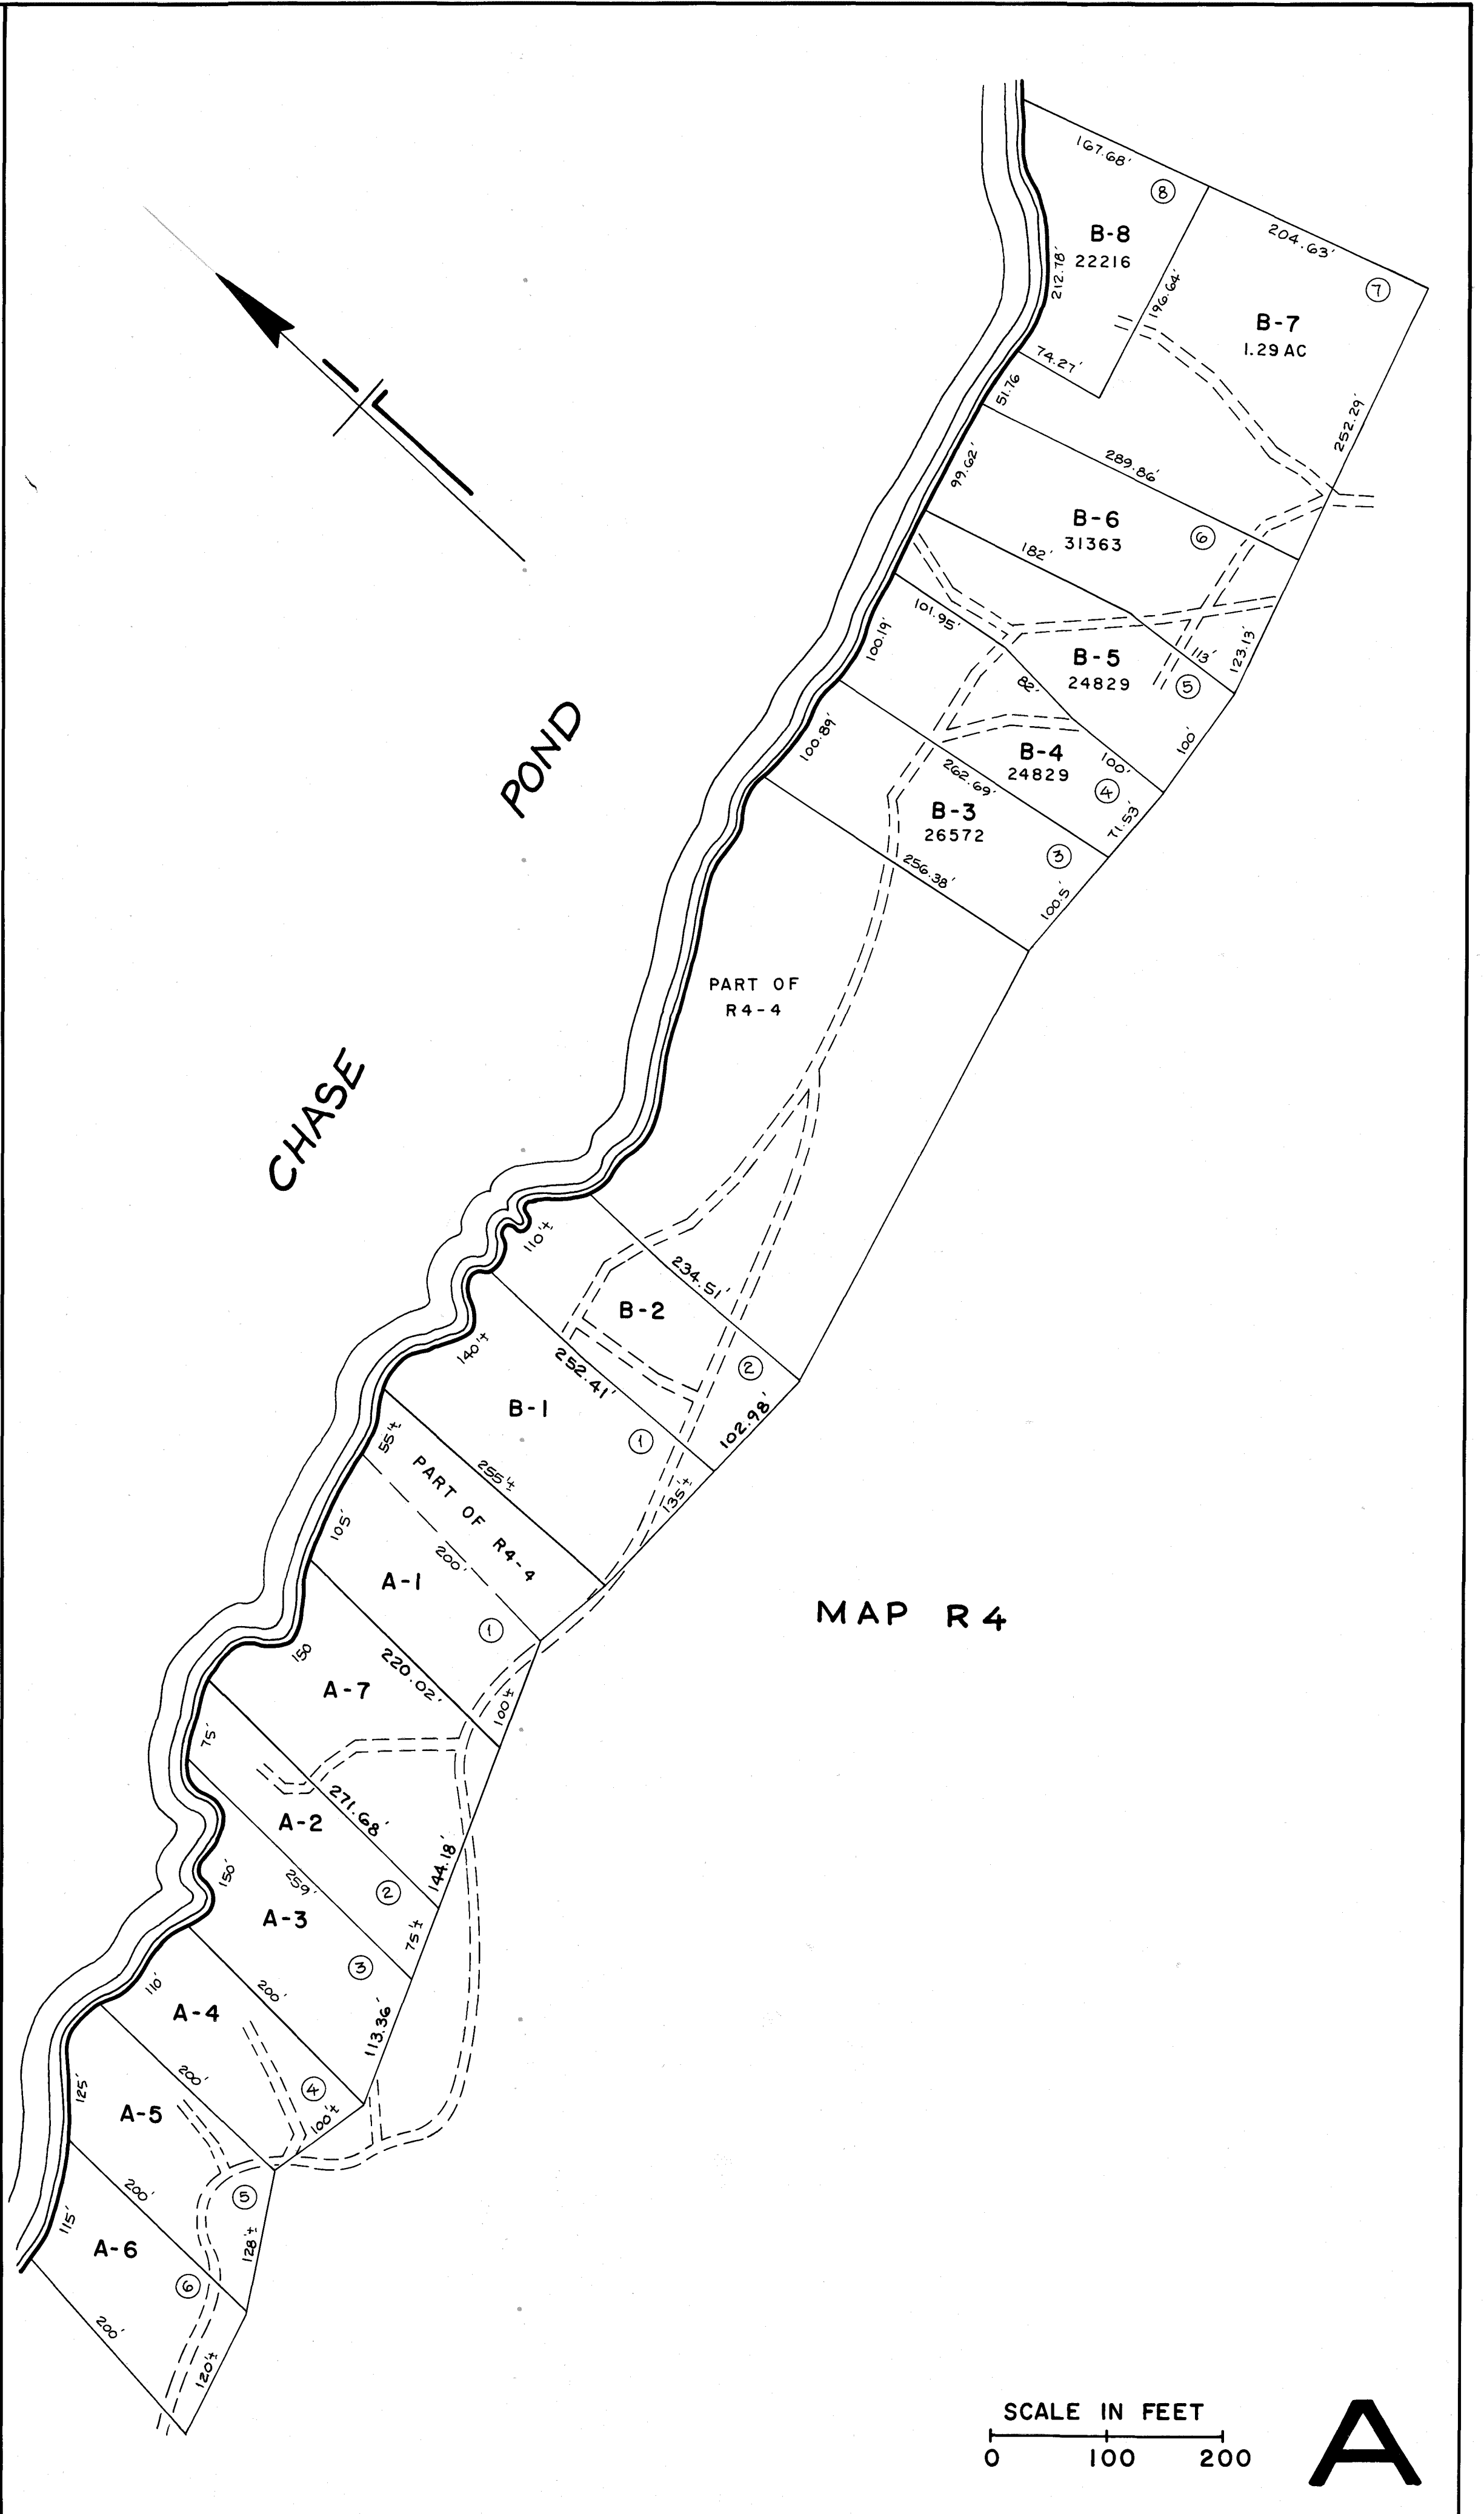 167.68'
8
B-8
22216
204.63'
7
212.78'
196.64'
B-7
1.29 AC
74.27'
51.76
252.29'
99.62'
289.86'
B-6
31363
6
182'
101.95'
100.19'
B-5
24829
113'
123.13'
5
82'
100.89'
B-4
24829
100'
100'
4
262.69'
71.53'
B-3
26572
3
256.38'
100.5'
POND
PART OF
R4-4
CHASE
110'±
234.51'
B-2
2
140'±
252.41'
102.98'
B-1
1
55'±
255'±
135'±
PART OF R4-4
105'
200'
A-1
1
MAP R4
150
220.02'
100'±
A-7
75'
271.68'
A-2
144.18'
150'
259'
2
A-3
75'±
3
110'
200'
A-4
113.36'
200'
4
100'±
125'
A-5
5
200'
115'
128'±
A-6
6
200'
120'±
SCALE IN FEET
0 100 200
A